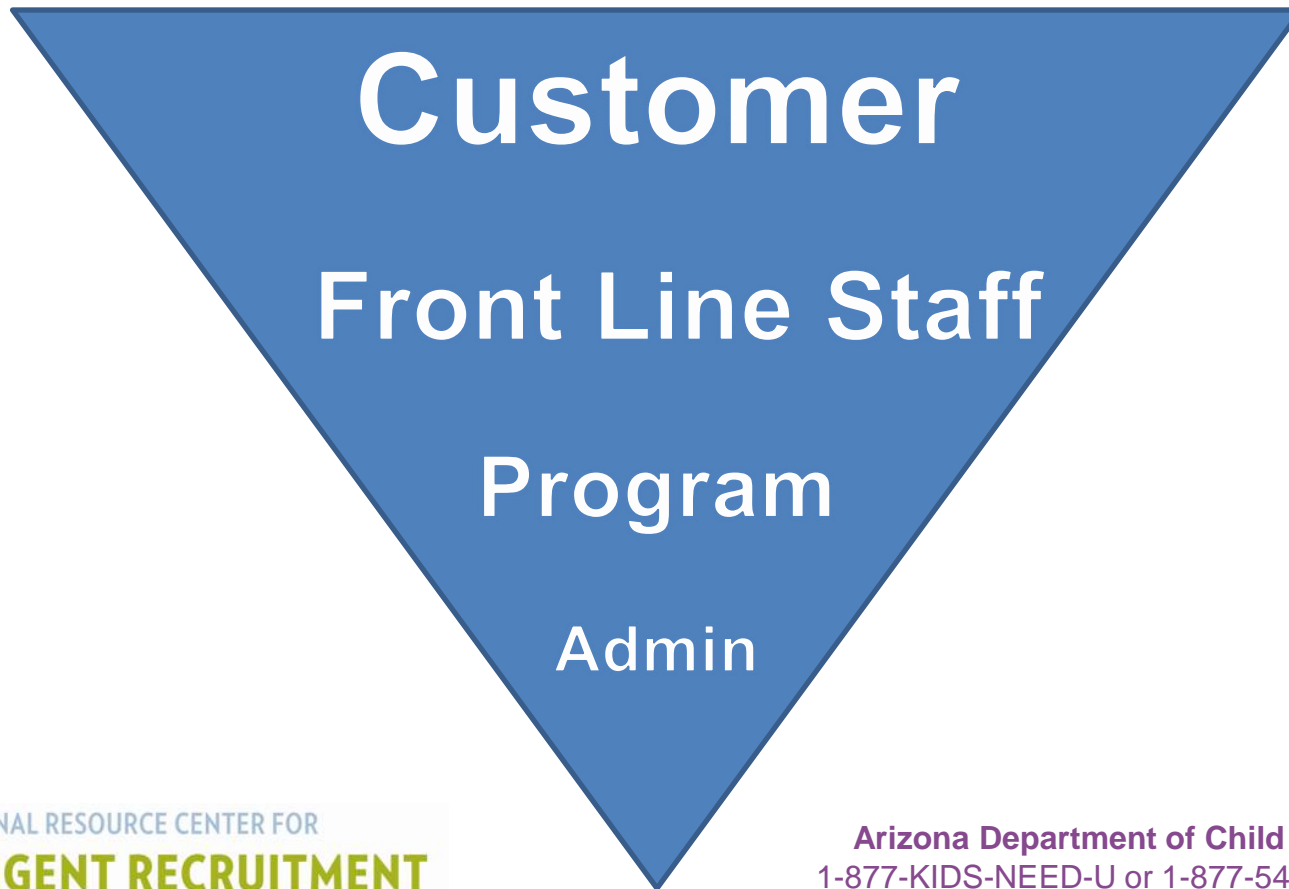 Customer
Front Line Staff
Program
Admin
NAL RESOURCE CENTER FOR
GENT RECRUITMENT
Arizona Department of Child
1-877-KIDS-NEED-U or 1-877-54